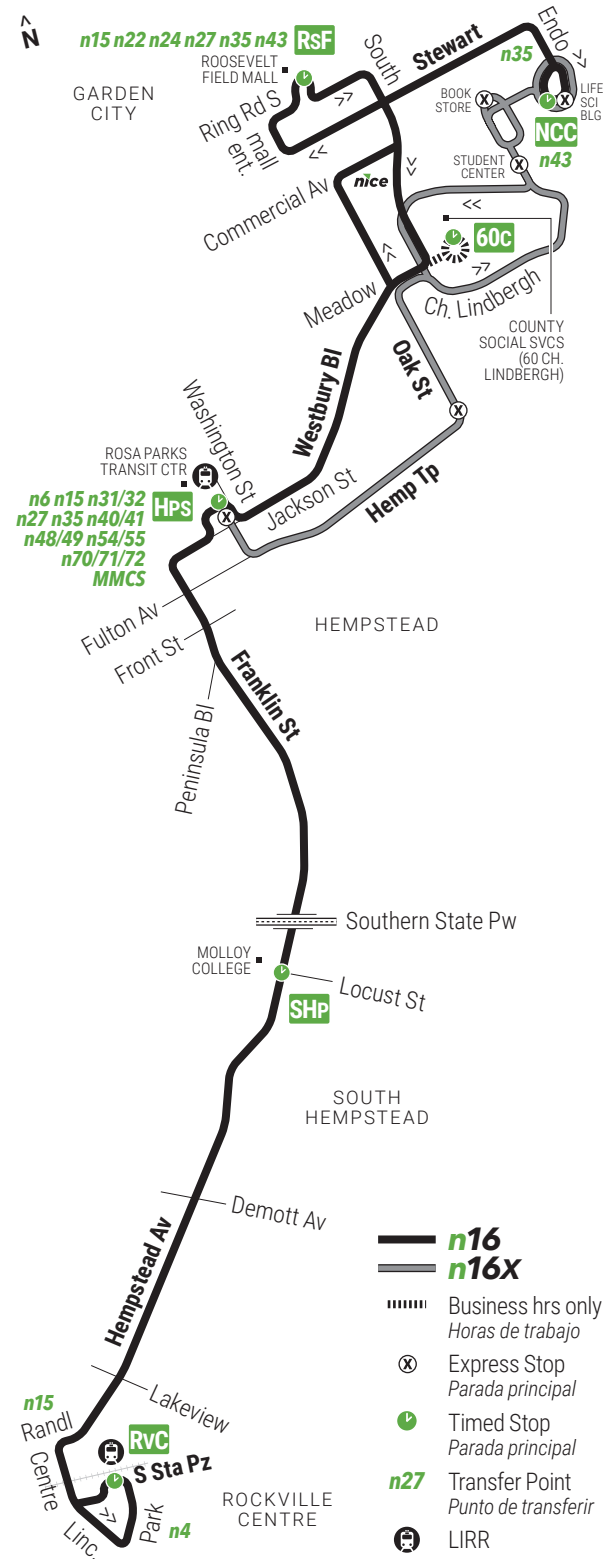 N
n15 n22 n24 n27 n35 n43 RSF
ROOSEVELT
FIELD MALL
GARDEN
CITY
South
Stewart
Endo
n35
Ring Rd S
mall
ent.
BOOK
STORE
LIFE
SCI
BLG
NCC
n43
STUDENT
CENTER
nice
Commercial Av
60C
Meadow
Ch. Lindbergh
COUNTY
SOCIAL SVCS
(60 CH.
LINDBERGH)
Oak St
Westbury Bl
Washington St
ROSA PARKS
TRANSIT CTR
Jackson St
Hemp Tp
n6 n15 n31/32
n27 n35 n40/41
n48/49 n54/55
n70/71/72
MMCS
HPS
Fulton Av
Front St
HEMPSTEAD
Franklin St
Peninsula Bl
Southern State Pw
MOLLOY
COLLEGE
Locust St
SHP
SOUTH
HEMPSTEAD
Demott Av
Hempstead Av
Lakeview
n15
Randl
Centre
RVC
S Sta Pz
Park
Linc.
n4
ROCKVILLE
CENTRE
n16
n16X
Business hrs only
Horas de trabajo
X Express Stop
Parada principal
Timed Stop
Parada principal
n27 Transfer Point
Punto de transferir
LIRR